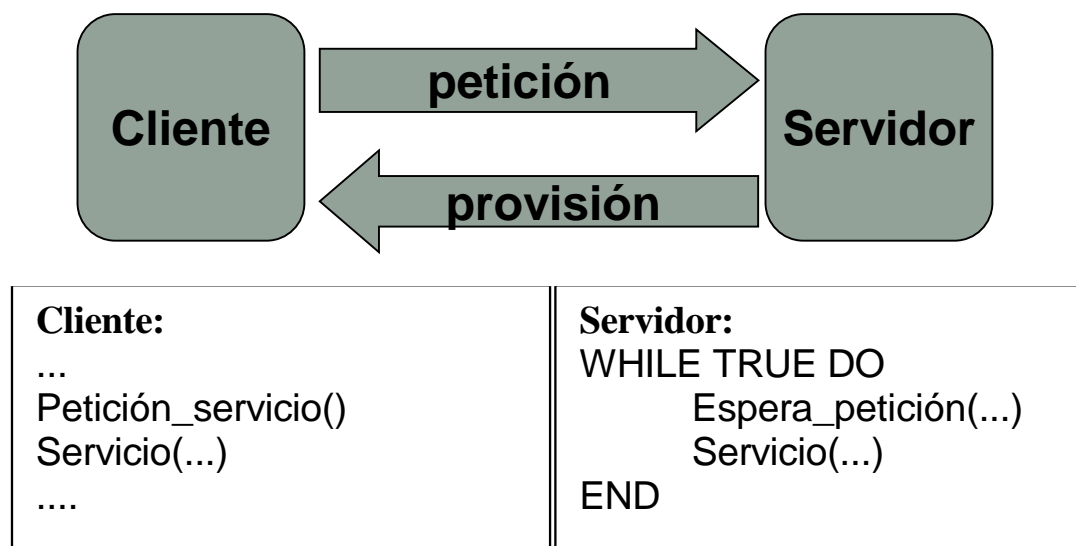 Cliente
petición
Servidor
provisión
Cliente:
...
Petición_servicio()
Servicio(...)
....
Servidor:
WHILE TRUE DO
Espera_petición(...)
Servicio(...)
END